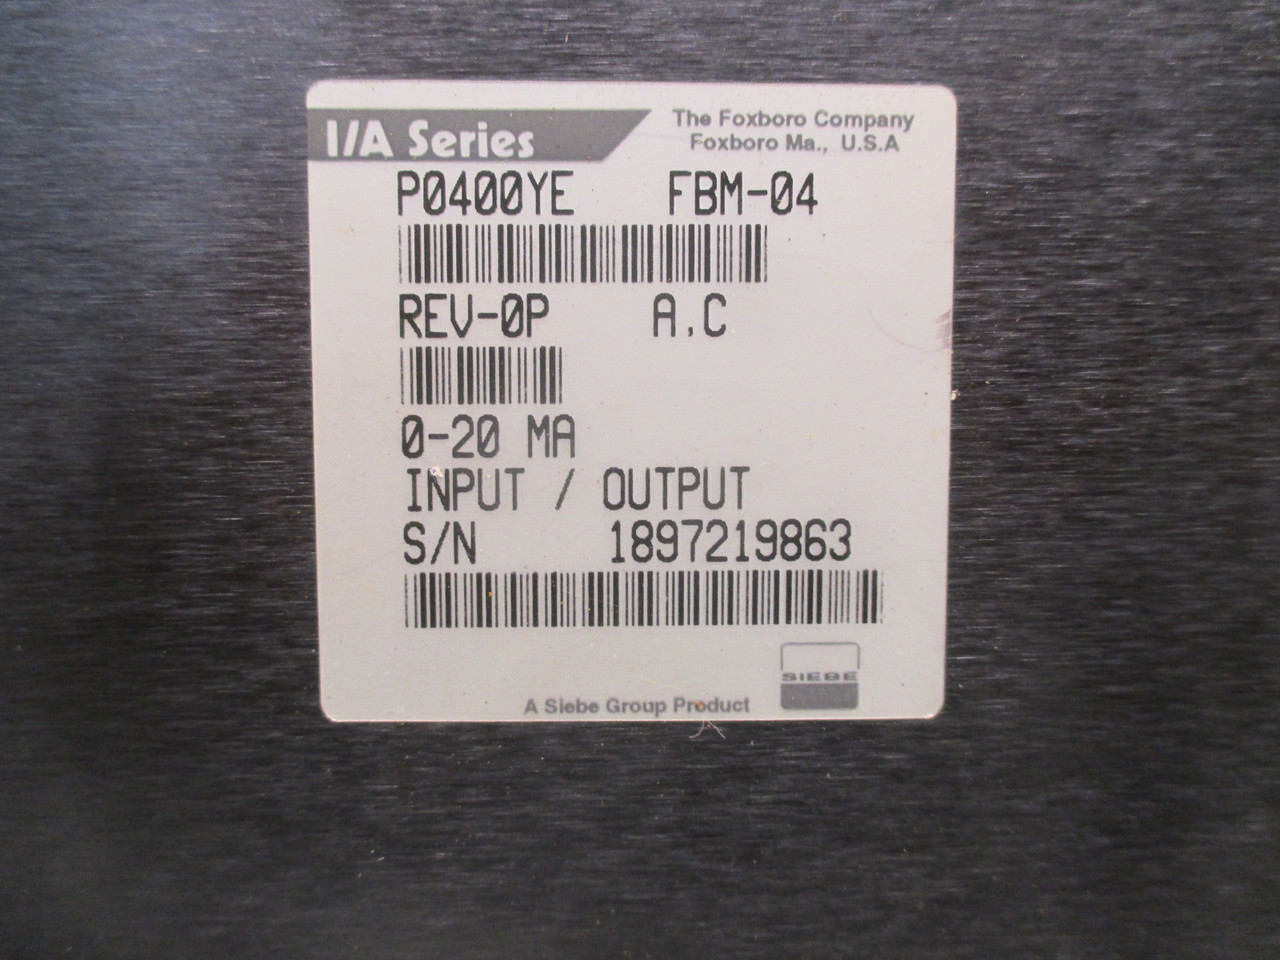 I/A Series
The Foxboro Company
Foxboro Ma., U.S.A
P0400YE FBM-04
REV-0P A.C
0-20 MA
INPUT / OUTPUT
S/N 1897219863
SIEBE
A Siebe Group Product